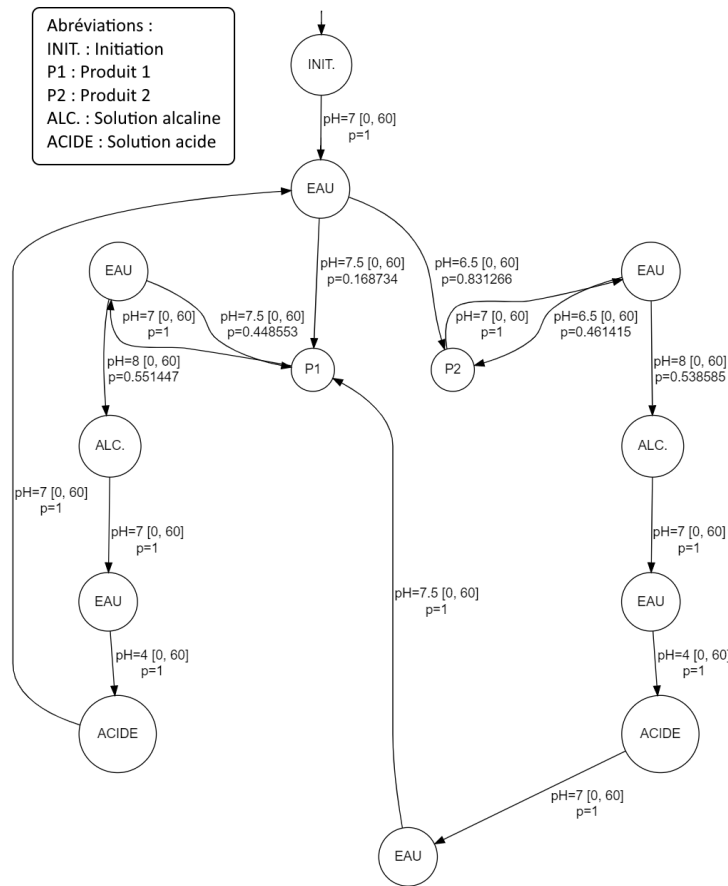 Abréviations :
INIT. : Initiation
P1 : Produit 1
P2 : Produit 2
ALC. : Solution alcaline
ACIDE : Solution acide
INIT.
pH=7 [0, 60]
p=1
EAU
pH=7.5 [0, 60]
p=0.168734
pH=6.5 [0, 60]
p=0.831266
EAU
pH=7 [0, 60]
p=1
pH=7.5 [0, 60]
p=0.448553
pH=8 [0, 60]
p=0.551447
P1
EAU
pH=7 [0, 60]
p=1
pH=6.5 [0, 60]
p=0.461415
pH=8 [0, 60]
p=0.538585
P2
ALC.
ALC.
pH=7 [0, 60]
p=1
pH=7 [0, 60]
p=1
pH=7 [0, 60]
p=1
EAU
pH=7.5 [0, 60]
p=1
EAU
pH=4 [0, 60]
p=1
pH=4 [0, 60]
p=1
ACIDE
ACIDE
pH=7 [0, 60]
p=1
EAU